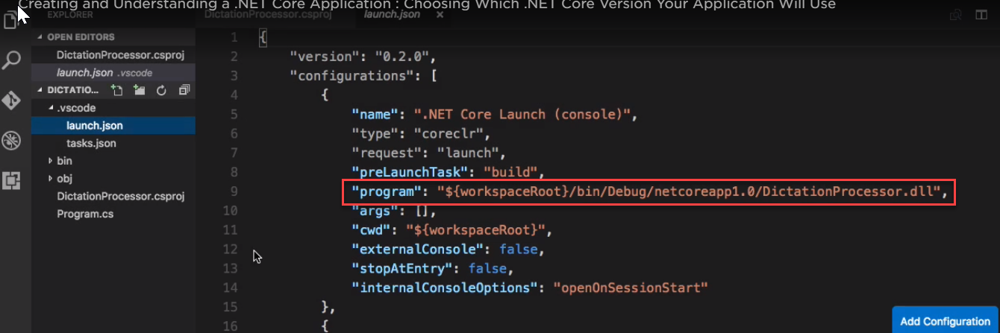 Creating and Understanding a .NET Core Application : Choosing Which .NET Core Version Your Application Will Use
EXPLORER
DictationProcessor.csproj
launch.json ×
OPEN EDITORS
DictationProcessor.csproj
launch.json .vscode
DICTATIO...
.vscode
launch.json
tasks.json
bin
obj
DictationProcessor.csproj
Program.cs
1 {
2 "version": "0.2.0",
3 "configurations": [
4 {
5 "name": ".NET Core Launch (console)",
6 "type": "coreclr",
7 "request": "launch",
8 "preLaunchTask": "build",
9 "program": "${workspaceRoot}/bin/Debug/netcoreapp1.0/DictationProcessor.dll",
10 "args": [],
11 "cwd": "${workspaceRoot}",
12 "externalConsole": false,
13 "stopAtEntry": false,
14 "internalConsoleOptions": "openOnSessionStart"
15 },
16 {
Add Configuration